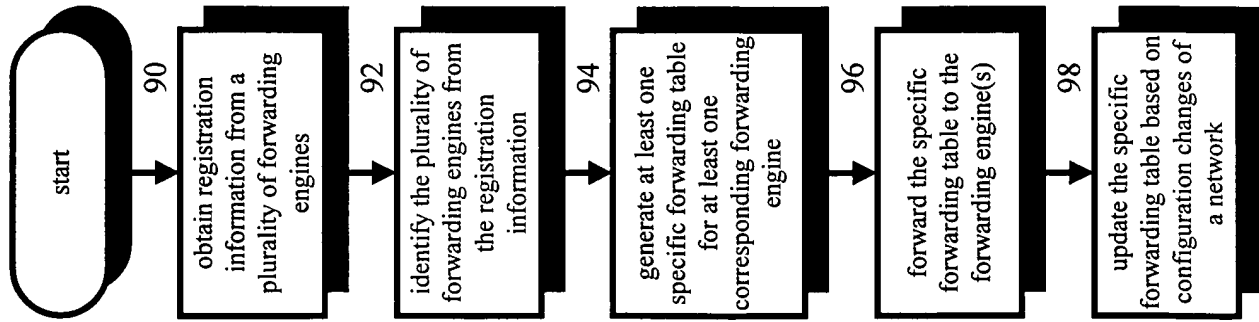 start
90
obtain registration
information from a
plurality of forwarding
engines
92
identify the plurality of
forwarding engines from
the registration
information
94
generate at least one
specific forwarding table
for at least one
corresponding forwarding
engine
96
forward the specific
forwarding table to the
forwarding engine(s)
98
update the specific
forwarding table based on
configuration changes of
a network